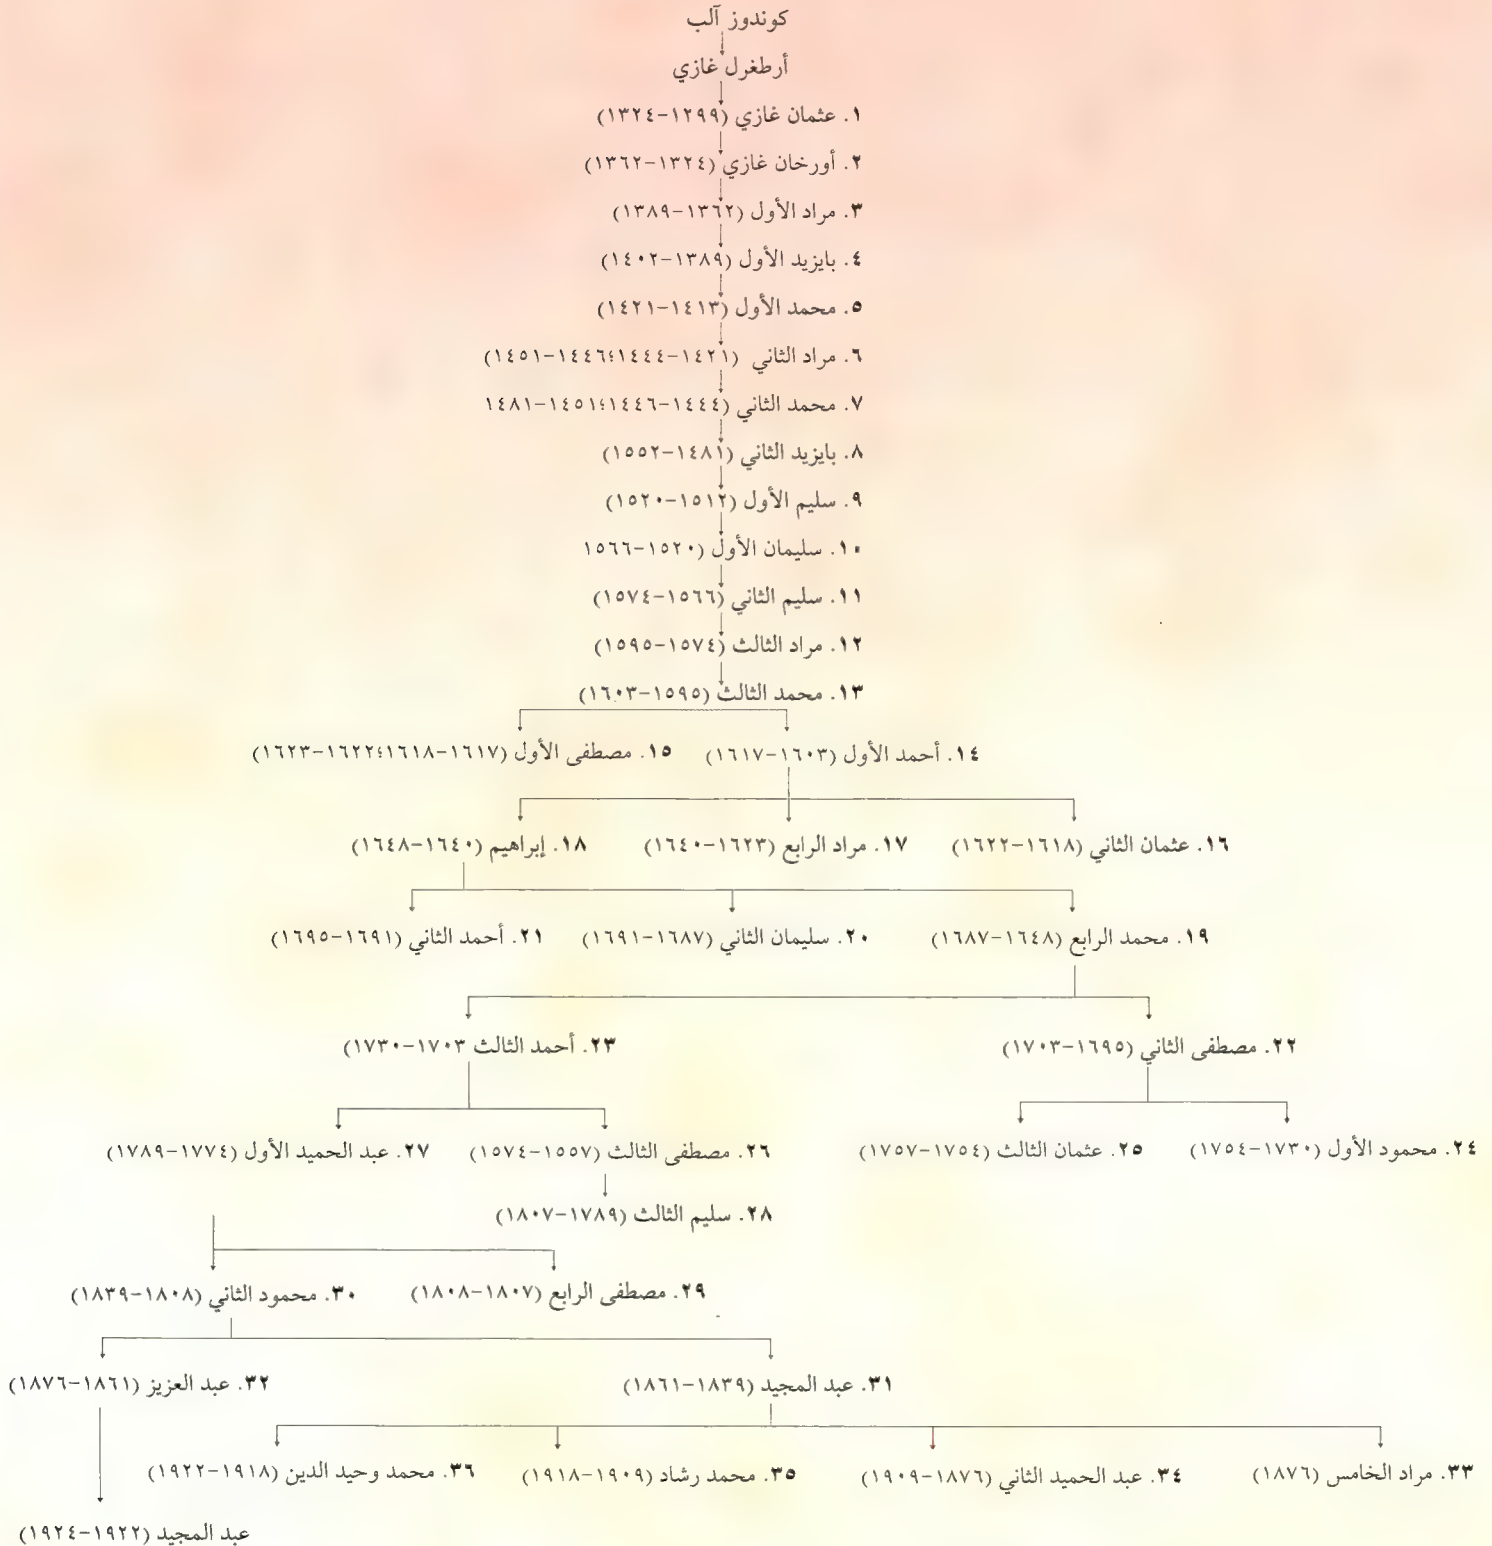 كوندوز آلب
أرطغرل غازي
١. عثمان غازي (١٢٩٩-١٣٢٤)
٢. أورخان غازي (١٣٢٤-١٣٦٢)
٣. مراد الأول (١٣٦٢-١٣٨٩)
٤. بايزيد الأول (١٣٨٩-١٤٠٢)
٥. محمد الأول (١٤١٣-١٤٢١)
٦. مراد الثاني (١٤٢١-١٤٤٤؛١٤٤٦-١٤٥١)
٧. محمد الثاني (١٤٤٤-١٤٤٦؛١٤٥١-١٤٨١
٨. بايزيد الثاني (١٤٨١-١٥٥٢)
٩. سليم الأول (١٥١٢-١٥٢٠)
١٠. سليمان الأول (١٥٢٠-١٥٦٦
١١. سليم الثاني (١٥٦٦-١٥٧٤)
١٢. مراد الثالث (١٥٧٤-١٥٩٥)
١٣. محمد الثالث (١٥٩٥-١٦٠٣)
١٤. أحمد الأول (١٦٠٣-١٦١٧) ١٥. مصطفى الأول (١٦١٧-١٦١٨؛١٦٢٢-١٦٢٣)
١٦. عثمان الثاني (١٦١٨-١٦٢٢) ١٧. مراد الرابع (١٦٢٣-١٦٤٠) ١٨. إبراهيم (١٦٤٠-١٦٤٨)
١٩. محمد الرابع (١٦٤٨-١٦٨٧) ٢٠. سليمان الثاني (١٦٨٧-١٦٩١) ٢١. أحمد الثاني (١٦٩١-١٦٩٥)
٢٢. مصطفى الثاني (١٦٩٥-١٧٠٣) ٢٣. أحمد الثالث ١٧٠٣-١٧٣٠)
٢٤. محمود الأول (١٧٣٠-١٧٥٤) ٢٥. عثمان الثالث (١٧٥٤-١٧٥٧) ٢٦. مصطفى الثالث (١٥٥٧-١٥٧٤) ٢٧. عبد الحميد الأول (١٧٧٤-١٧٨٩)
٢٨. سليم الثالث (١٧٨٩-١٨٠٧)
٢٩. مصطفى الرابع (١٨٠٧-١٨٠٨) ٣٠. محمود الثاني (١٨٠٨-١٨٣٩)
٣١. عبد المجيد (١٨٣٩-١٨٦١) ٣٢. عبد العزيز (١٨٦١-١٨٧٦)
٣٣. مراد الخامس (١٨٧٦) ٣٤. عبد الحميد الثاني (١٨٧٦-١٩٠٩) ٣٥. محمد رشاد (١٩٠٩-١٩١٨) ٣٦. محمد وحيد الدين (١٩١٨-١٩٢٢)
عبد المجيد (١٩٢٢-١٩٢٤)